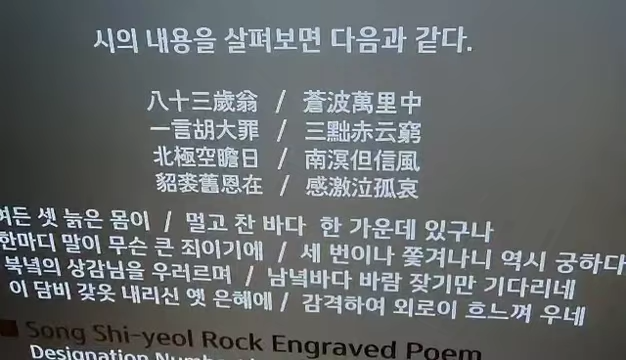 시의 내용을 살펴보면 다음과 같다.
八十三歲翁 / 蒼波萬里中
一言胡大罪 / 三黜赤云窮
北極空瞻日 / 南溟但信風
貂裘舊恩在 / 感激泣孤哀
여든 셋 늙은 몸이 / 멀고 찬 바다 한 가운데 있구나
한마디 말이 무슨 큰 죄이기에 / 세 번이나 쫓겨나니 역시 궁하다
북녘의 상감님을 우러르며 / 남녘바다 바람 잦기만 기다리네
이 담비 갖옷 내리신 옛 은혜에 / 감격하여 외로이 흐느껴 우네
Song Shi-yeol Rock Engraved Poem
Designation